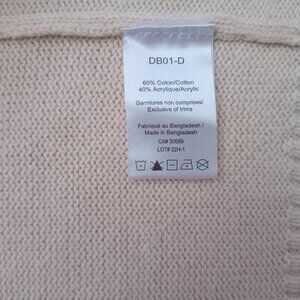 DB01-D
60% Coton/Cotton
40% Acrylique/Acrylic
Garnitures non comprises/
Exclusive of trims
Fabriqué au Bangladesh /
Made in Bangladesh
CA# 50689
LOT# 22H-1